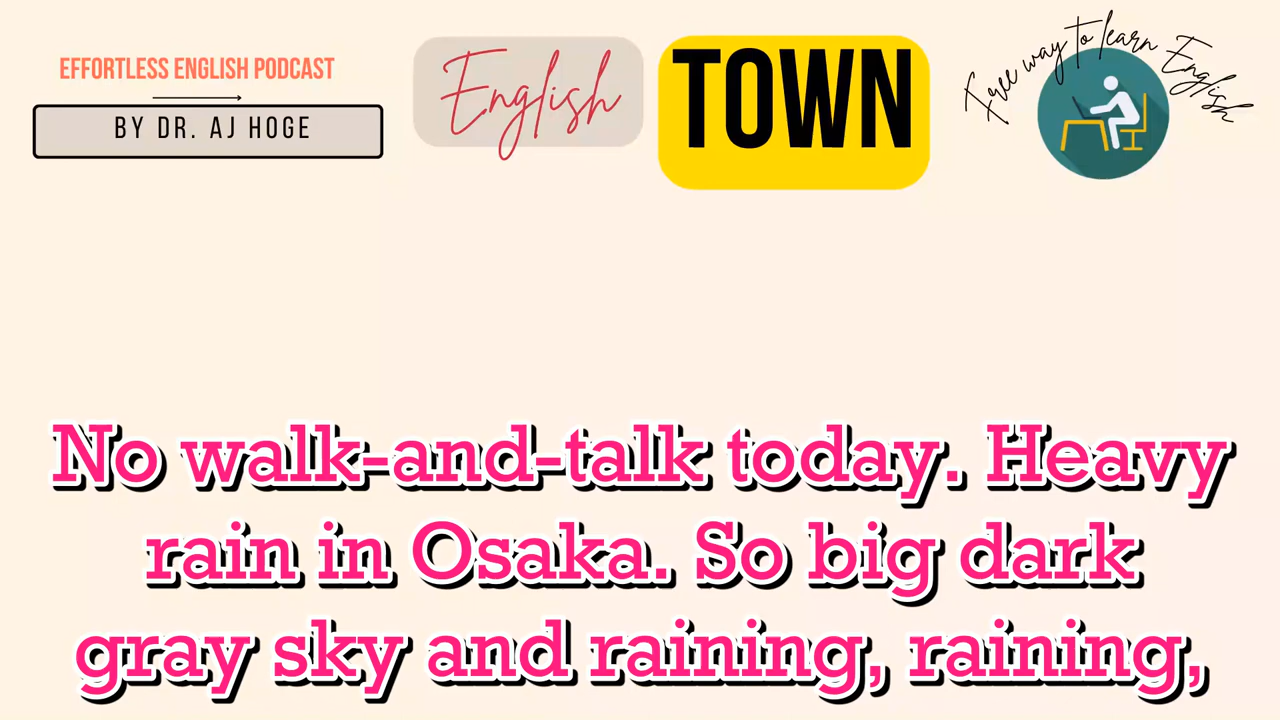 EFFORTLESS ENGLISH PODCAST
BY DR. AJ HOGE
English
TOWN
Free way to learn English
No walk-and-talk today. Heavy
rain in Osaka. So big dark
gray sky and raining, raining,